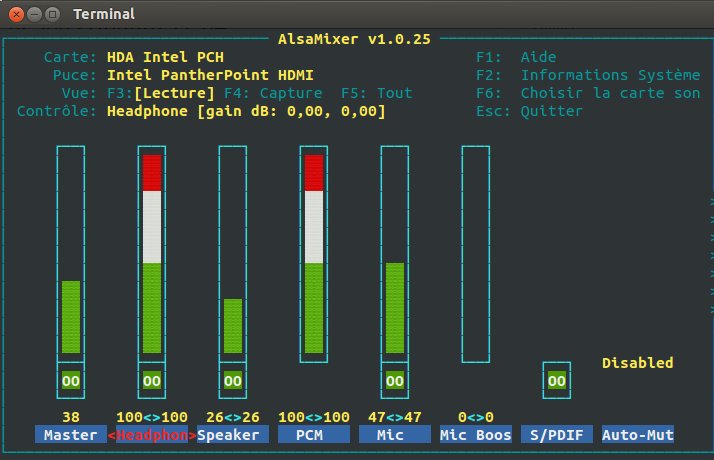 Terminal
AlsaMixer v1.0.25
Carte: HDA Intel PCH F1: Aide
Puce: Intel PantherPoint HDMI F2: Informations Système
Vue: F3:[Lecture] F4: Capture F5: Tout F6: Choisir la carte son
Contrôle: Headphone [gain dB: 0,00, 0,00] Esc: Quitter
Disabled
OO OO OO OO OO
38 100<>100 26<>26 100<>100 47<>47 0<>0
Master <Headphon> Speaker PCM Mic Mic Boos S/PDIF Auto-Mut